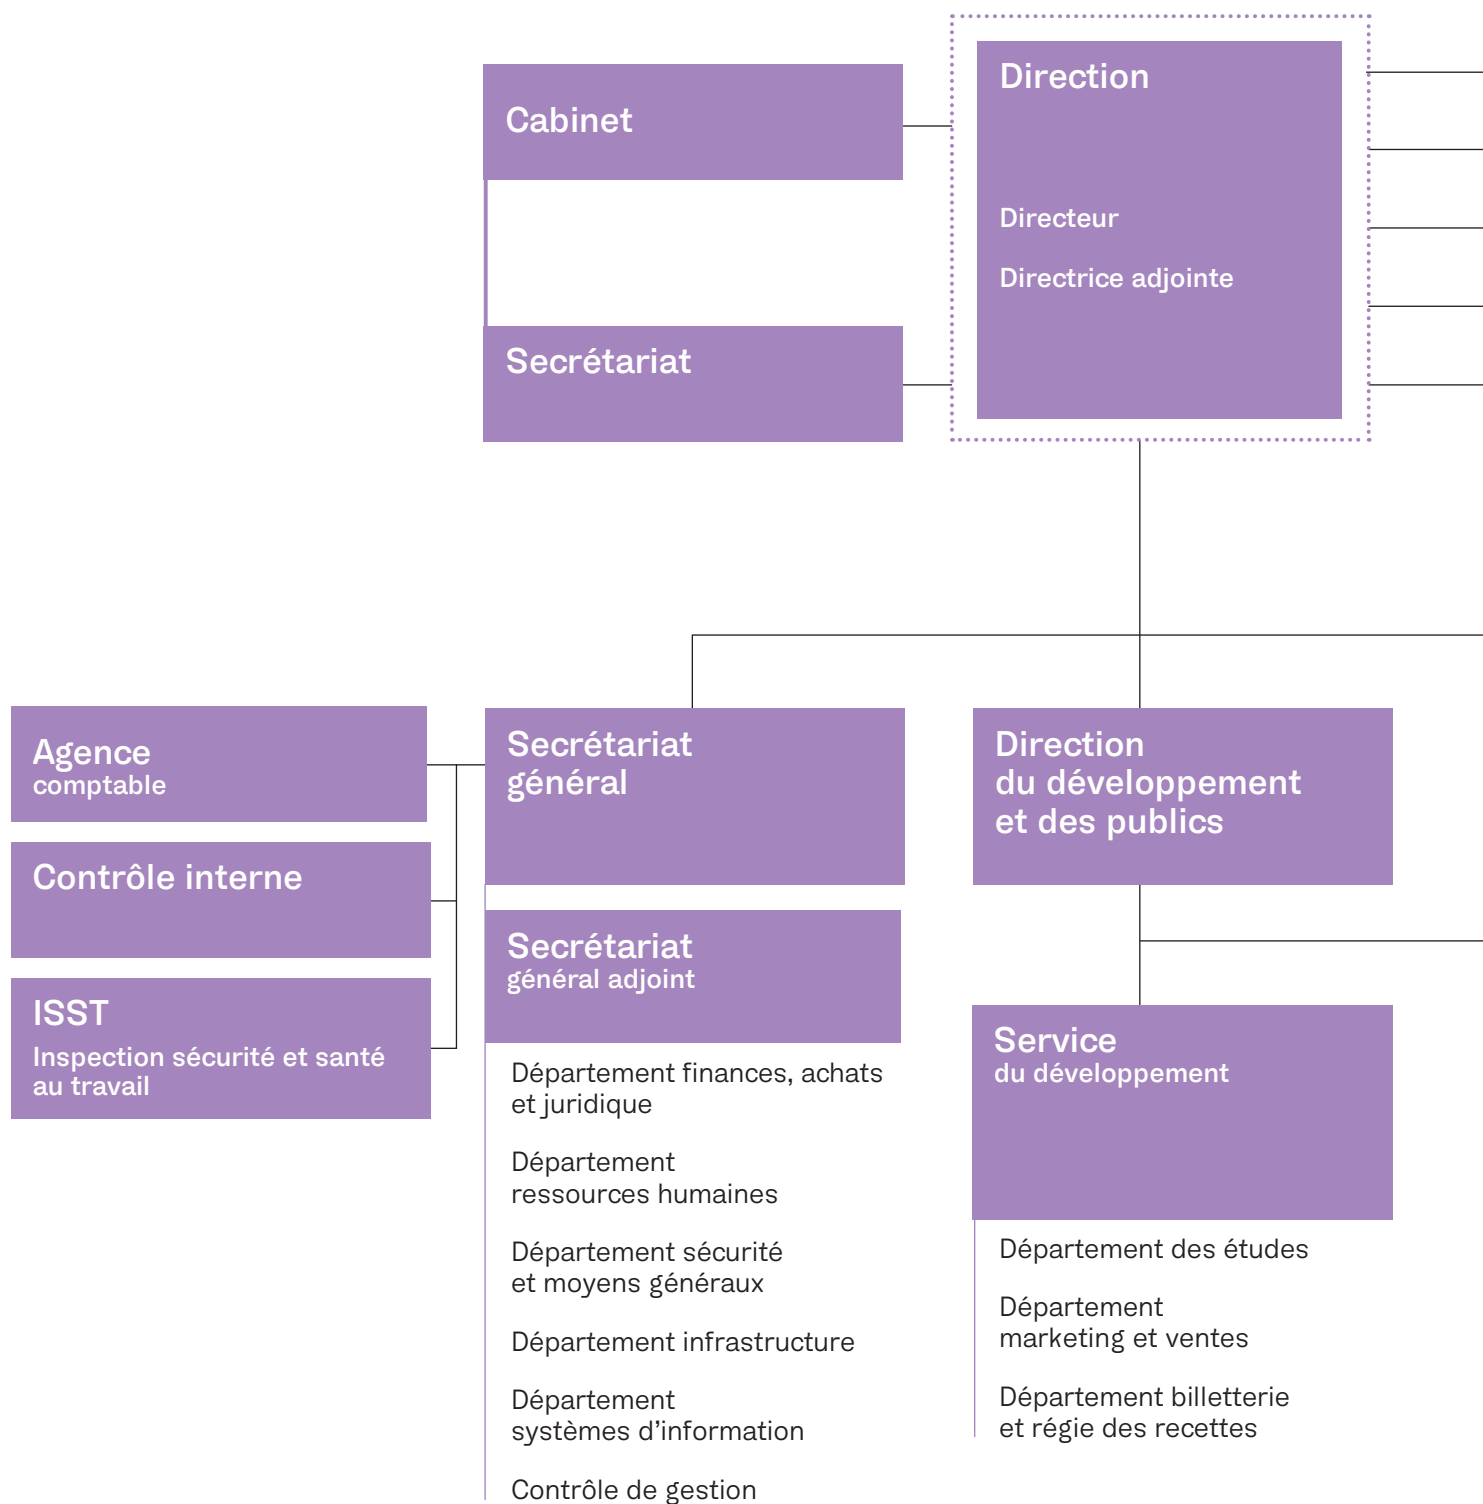 Cabinet
Secrétariat
Direction
Directeur
Directrice adjointe
Agence
comptable
Contrôle interne
ISST
Inspection sécurité et santé
au travail
Secrétariat
général
Secrétariat
général adjoint
Département finances, achats
et juridique
Département
ressources humaines
Département sécurité
et moyens généraux
Département infrastructure
Département
systèmes d’information
Contrôle de gestion
Direction
du développement
et des publics
Service
du développement
Département des études
Département
marketing et ventes
Département billetterie
et régie des recettes